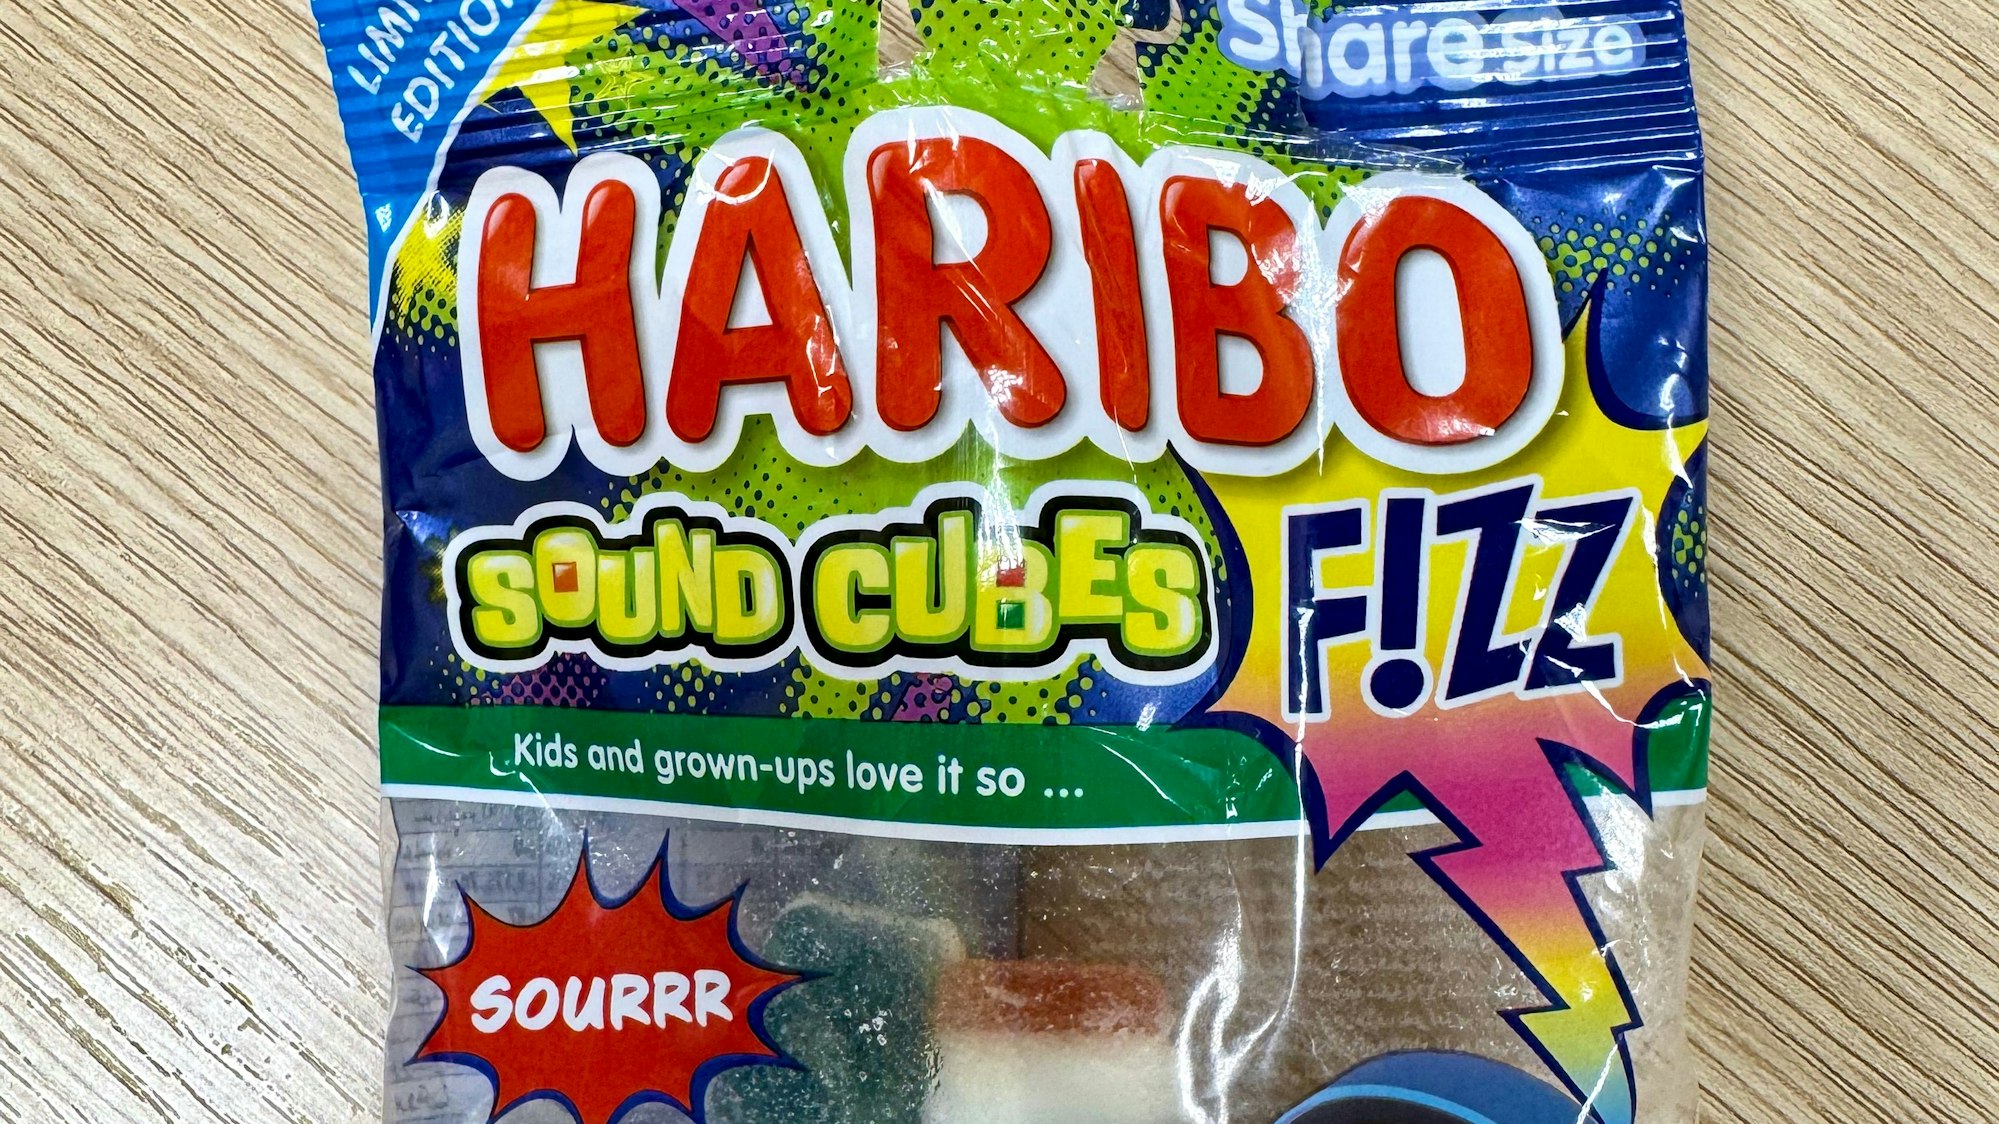 LIMITED
EDITION
Share Size
HARIBO
SOUND CUBES
F!ZZ
Kids and grown-ups love it so ...
SOURRR